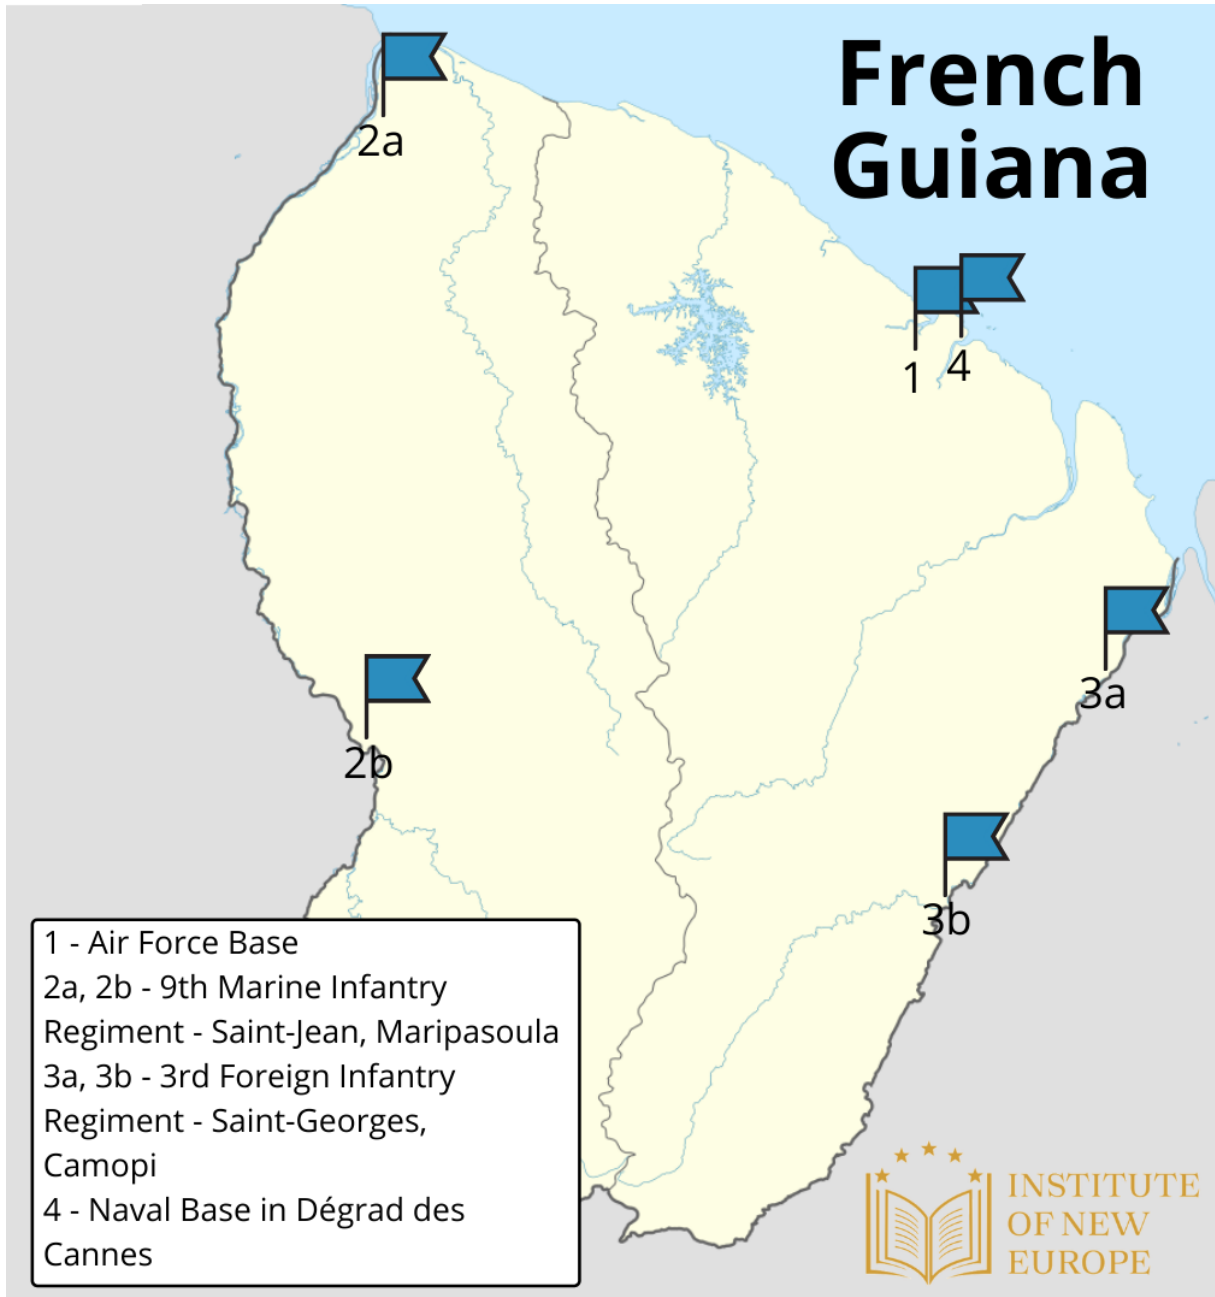 French
Guiana
2a
1
4
3a
2b
3b
1 - Air Force Base
2a, 2b - 9th Marine Infantry
Regiment - Saint-Jean, Maripasoula
3a, 3b - 3rd Foreign Infantry
Regiment - Saint-Georges,
Camopi
4 - Naval Base in Dégrad des
Cannes
INSTITUTE
OF NEW
EUROPE